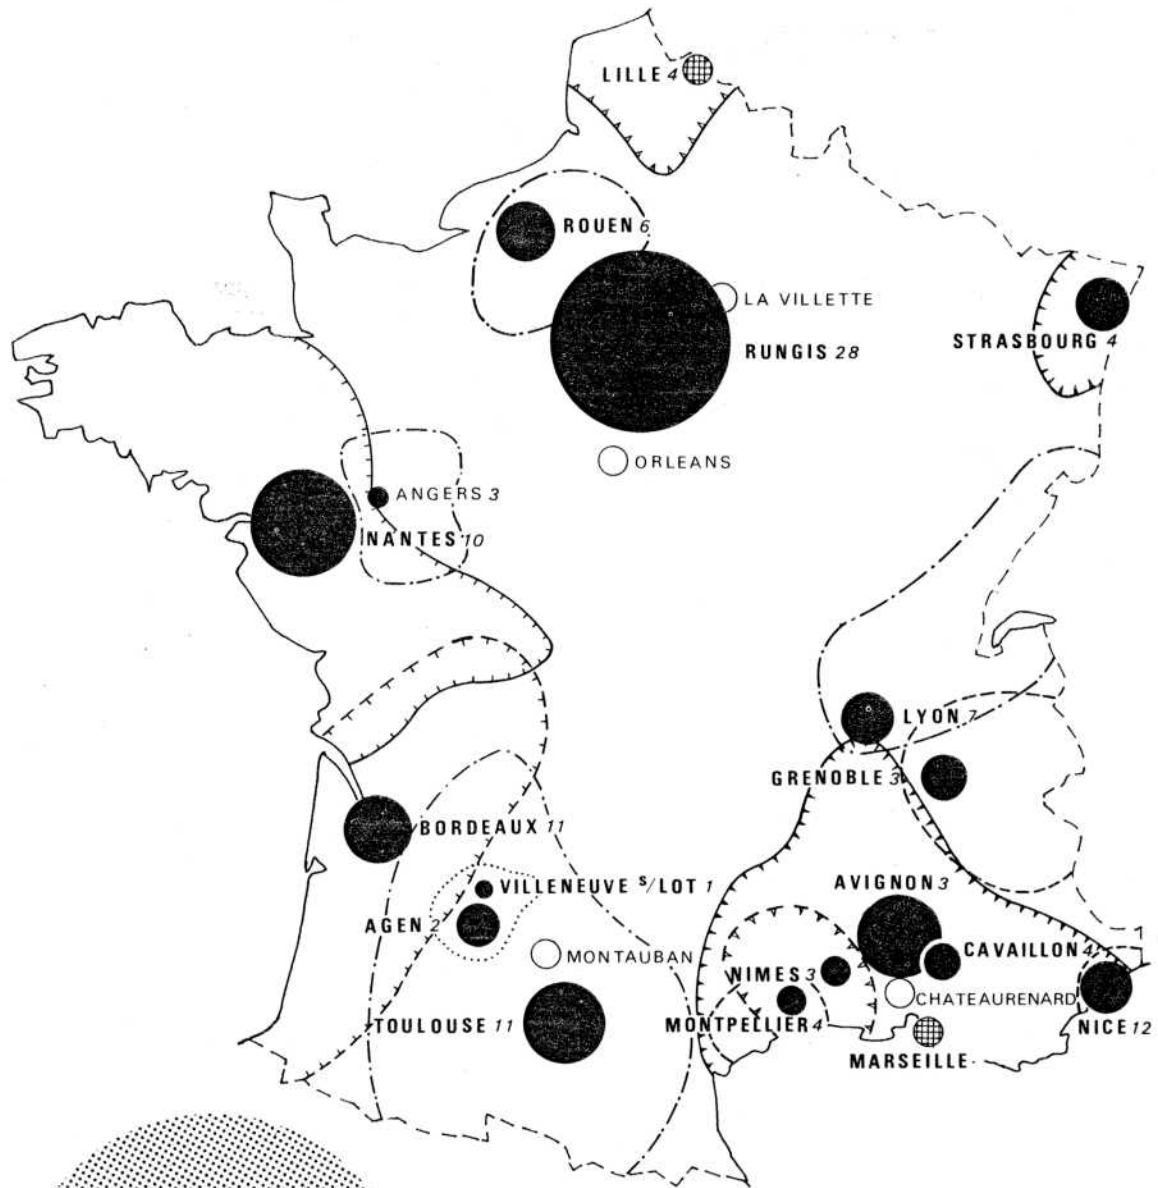 LILLE 4
ROUEN 6
LA VILLETTE
STRASBOURG 4
RUNGIS 28
ORLEANS
ANGERS 3
NANTES 10
LYON 7
GRENOBLE 3
BORDEAUX 11
VILLENEUVE S/LOT 1
AVIGNON 3
AGEN 2
MONTAUBAN
CAVAILLON 4
NIMES 3
CHATEAURENARD
TOULOUSE 11
MONTPELLIER 4
NICE 12
MARSEILLE